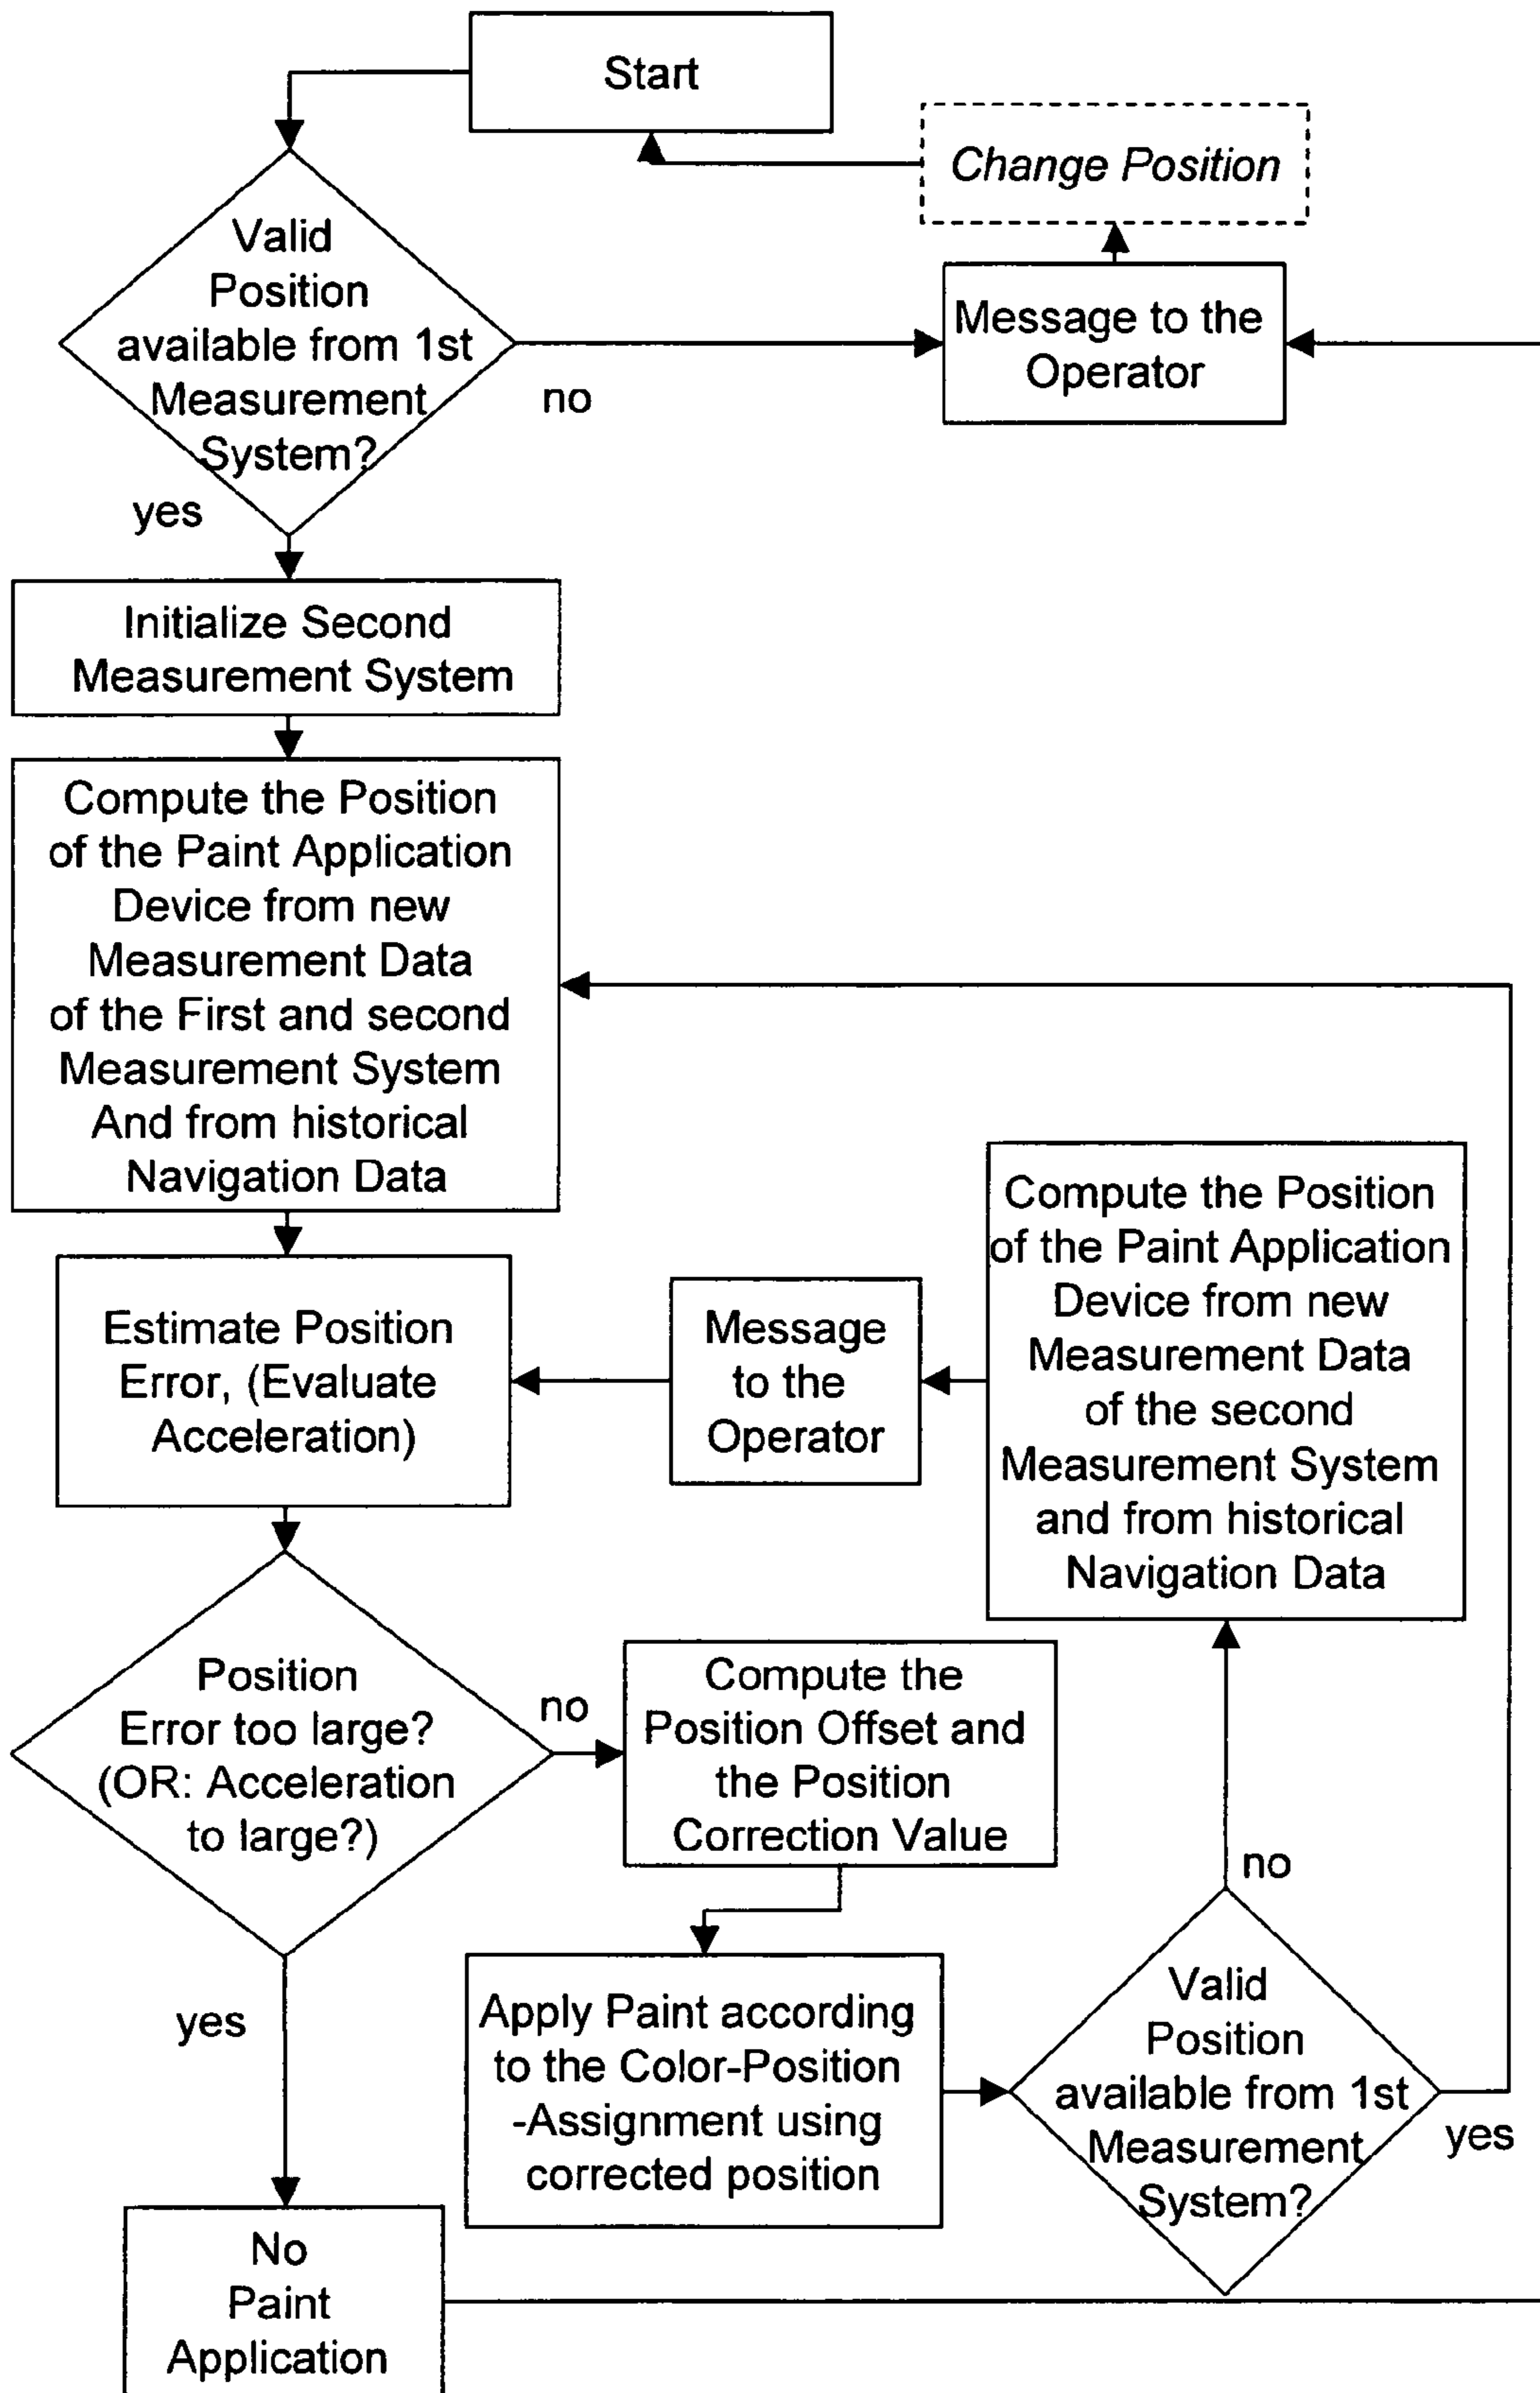 Start
Change Position
Valid
Position
available from 1st
Measurement
System?
no
yes
Message to the
Operator
Initialize Second
Measurement System
Compute the Position
of the Paint Application
Device from new
Measurement Data
of the First and second
Measurement System
And from historical
Navigation Data
Estimate Position
Error, (Evaluate
Acceleration)
Message
to the
Operator
Compute the Position
of the Paint Application
Device from new
Measurement Data
of the second
Measurement System
and from historical
Navigation Data
Position
Error too large?
(OR: Acceleration
to large?)
no
yes
Compute the
Position Offset and
the Position
Correction Value
Apply Paint according
to the Color-Position
-Assignment using
corrected position
no
Valid
Position
available from 1st
Measurement
System?
yes
No
Paint
Application